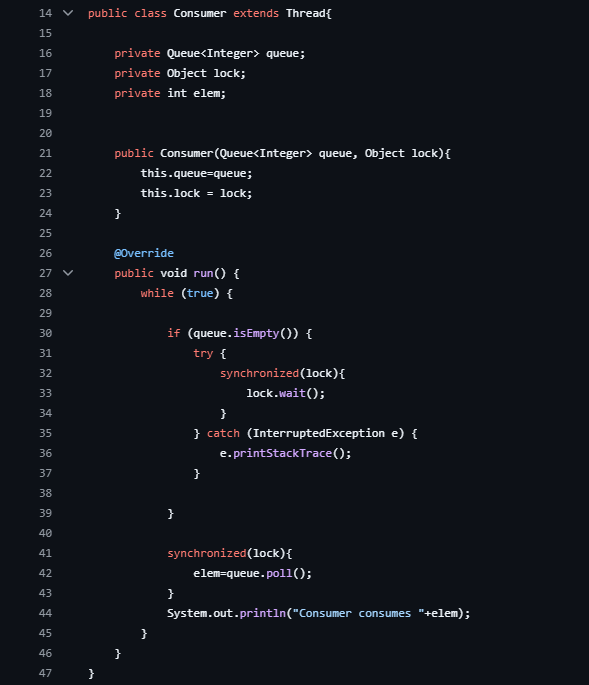 14 public class Consumer extends Thread{
15
16     private Queue<Integer> queue;
17     private Object lock;
18     private int elem;
19
20
21     public Consumer(Queue<Integer> queue, Object lock){
22         this.queue=queue;
23         this.lock = lock;
24     }
25
26     @Override
27     public void run() {
28         while (true) {
29
30             if (queue.isEmpty()) {
31                 try {
32                     synchronized(lock){
33                         lock.wait();
34                     }
35                 } catch (InterruptedException e) {
36                     e.printStackTrace();
37                 }
38
39             }
40
41             synchronized(lock){
42                 elem=queue.poll();
43             }
44             System.out.println("Consumer consumes "+elem);
45         }
46     }
47 }